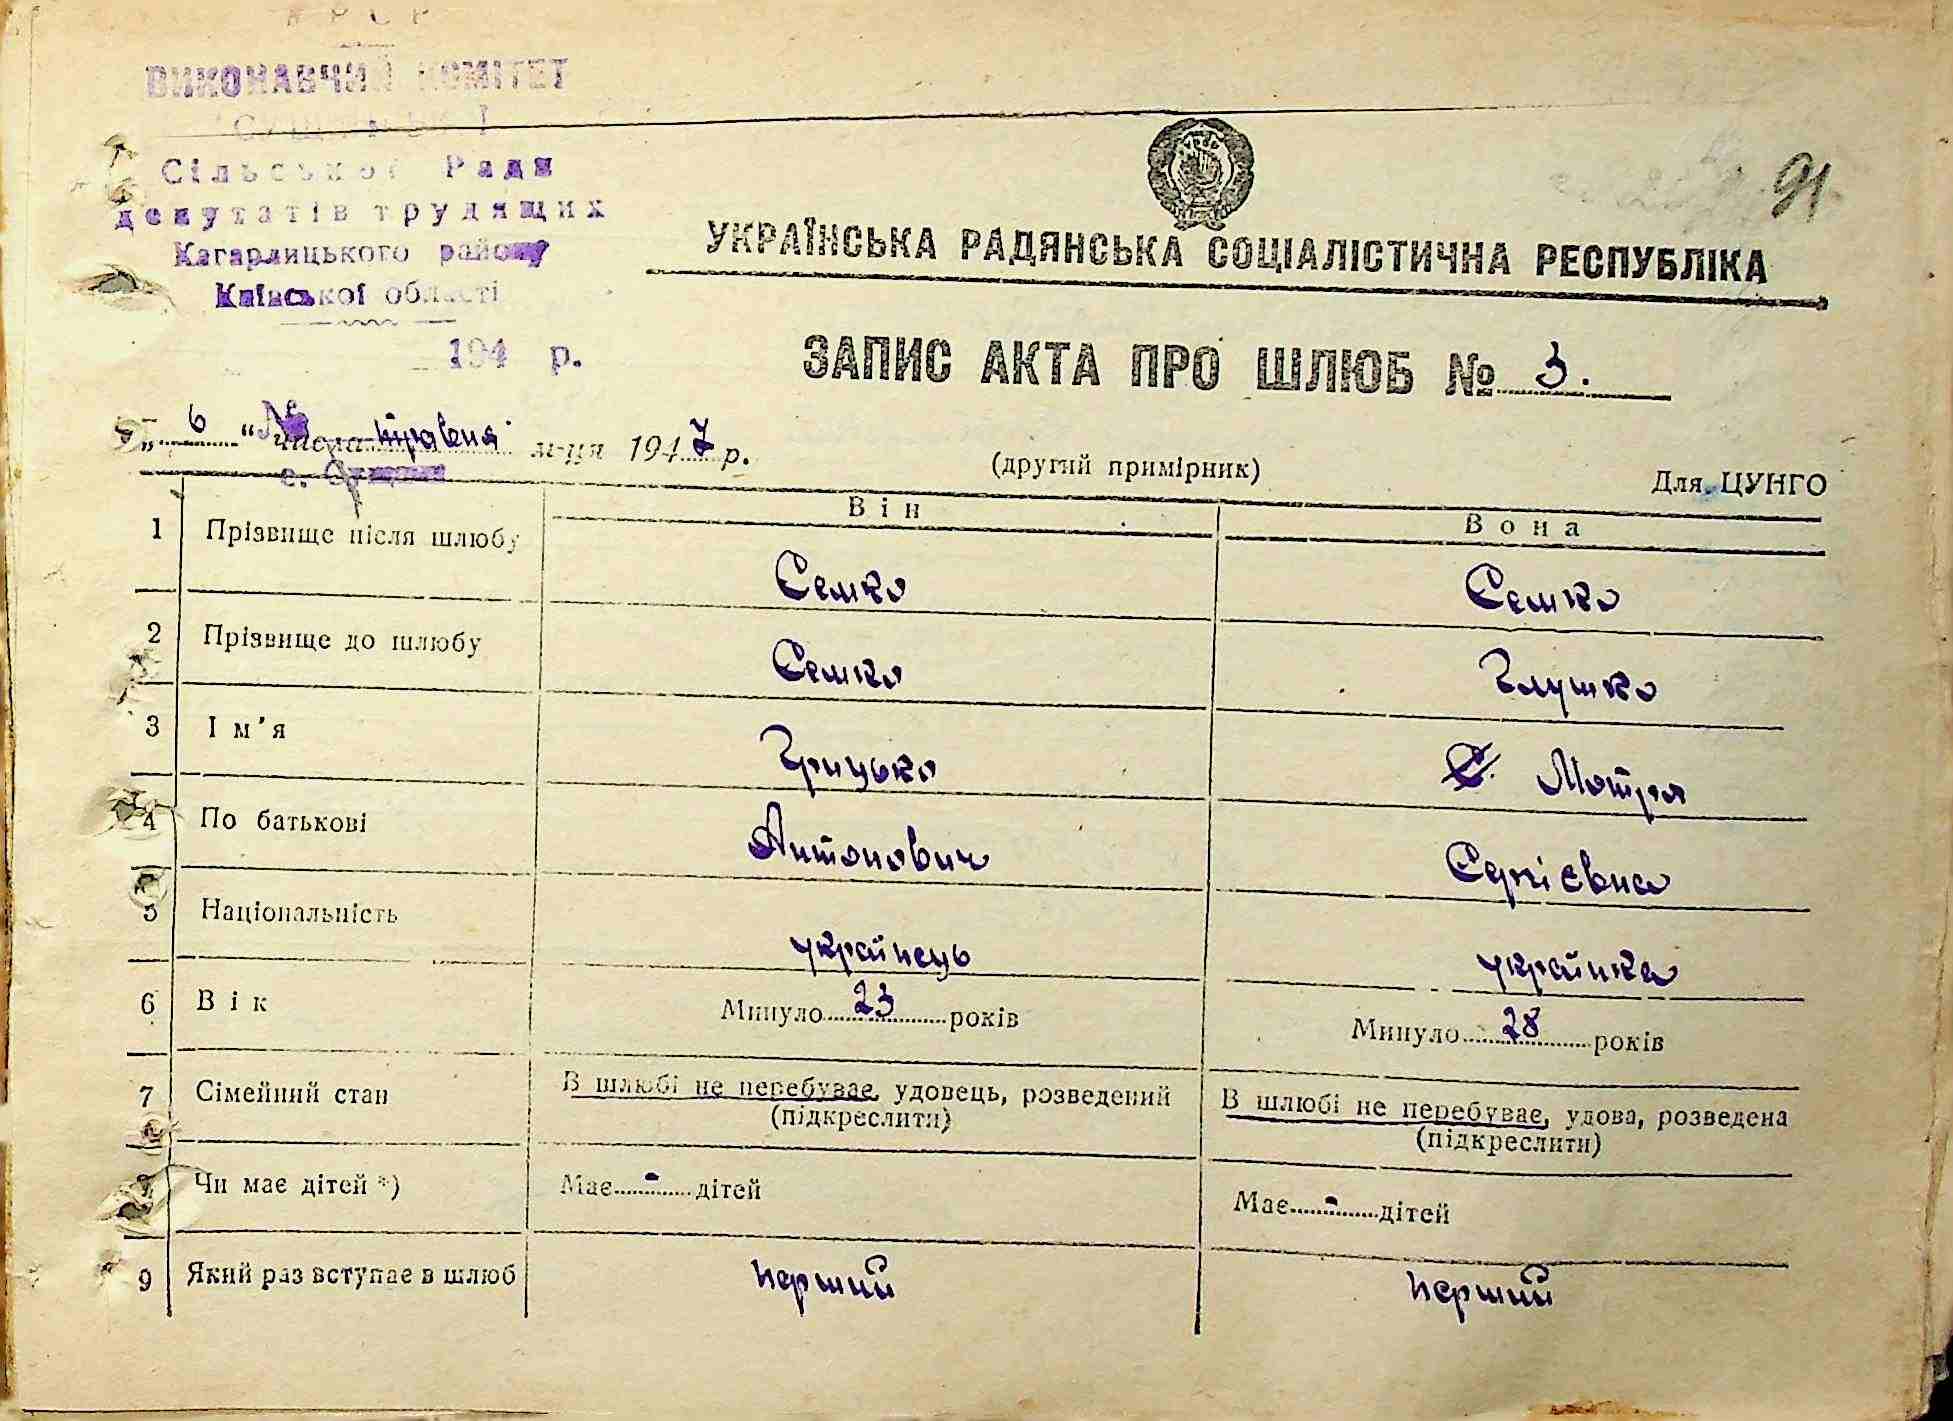 УРСР
ВИКОНАВЧИЙ КОМІТЕТ
Сільської Ради
депутатів трудящих
Кагарлицького району
Київської області
194 р.
91
УКРАЇНСЬКА РАДЯНСЬКА СОЦІАЛІСТИЧНА РЕСПУБЛІКА
ЗАПИС АКТА ПРО ШЛЮБ № 3.
„ 6 “ числа травня м-ця 1947 р.
с.
(другий примірник)
Для ЦУНГО
Він Вона
1 Прізвище після шлюбу Семко Семко
2 Прізвище до шлюбу Семко Глушко
3 Ім'я Грицько Мотря
4 По батькові Антонович Сергієвна
5 Національність українець українка
6 Вік Минуло 23 років Минуло 28 років
7 Сімейний стан В шлюбі не перебуває, удовець, розведений В шлюбі не перебуває, удова, розведена
(підкреслити) (підкреслити)
8 Чи має дітей *) Має - дітей Має - дітей
9 Який раз вступає в шлюб перший перший